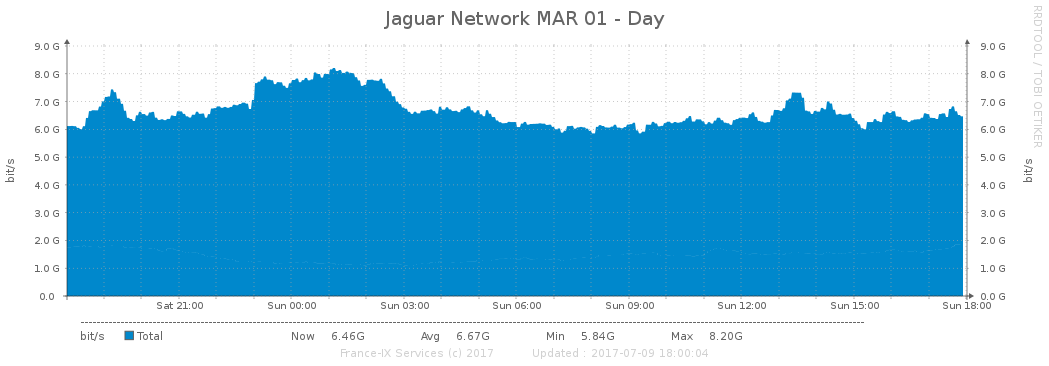 Jaguar Network MAR 01 - Day
RRDTOOL / TOBI OETIKER
9.0 G 9.0 G
8.0 G 8.0 G
7.0 G 7.0 G
6.0 G 6.0 G
5.0 G 5.0 G
4.0 G 4.0 G
3.0 G 3.0 G
2.0 G 2.0 G
1.0 G 1.0 G
0.0 0.0 G
bit/s
bit/s
Sat 21:00 Sun 00:00 Sun 03:00 Sun 06:00 Sun 09:00 Sun 12:00 Sun 15:00 Sun 18:00
bit/s Total Now 6.46G Avg 6.67G Min 5.84G Max 8.20G
France-IX Services (c) 2017 Updated : 2017-07-09 18:00:04